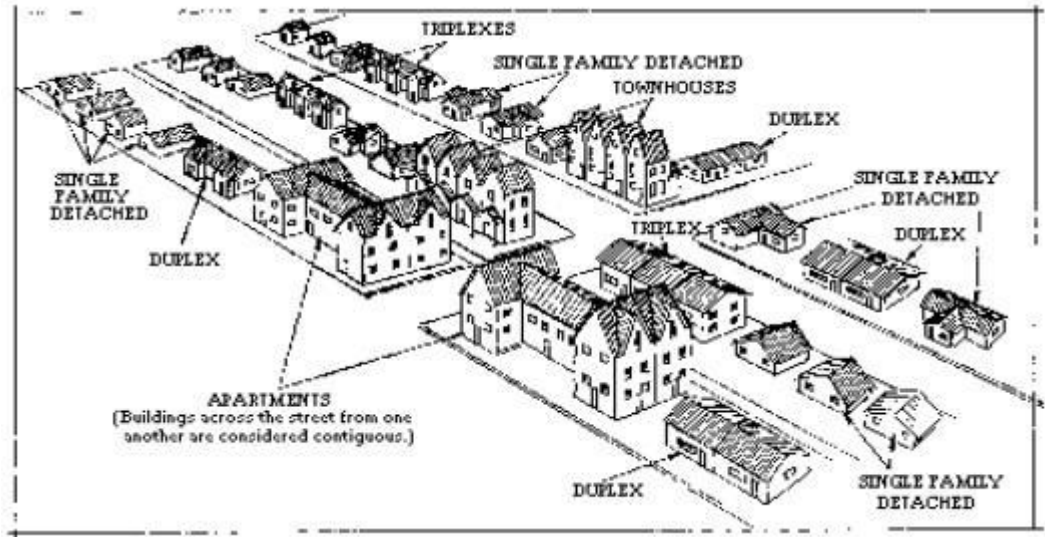 TRIPLEXES
SINGLE FAMILY DETACHED
TOWNHOUSES
DUPLEX
SINGLE
FAMILY
DETACHED
SINGLE FAMILY
DETACHED
TRIPLEX
DUPLEX
DUPLEX
APARTMENTS
(Buildings across the street from one
another are considered contiguous.)
DUPLEX
SINGLE FAMILY
DETACHED